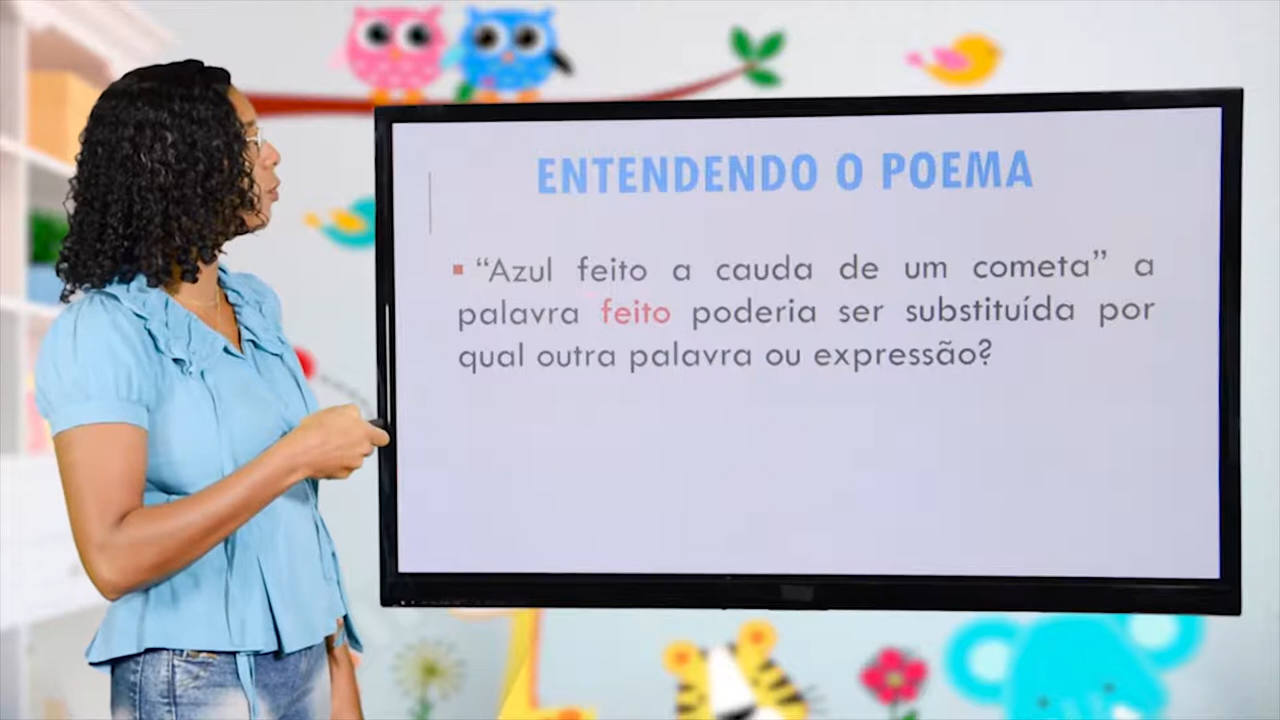 ENTENDENDO O POEMA
“Azul feito a cauda de um cometa” a
palavra feito poderia ser substituída por
qual outra palavra ou expressão?